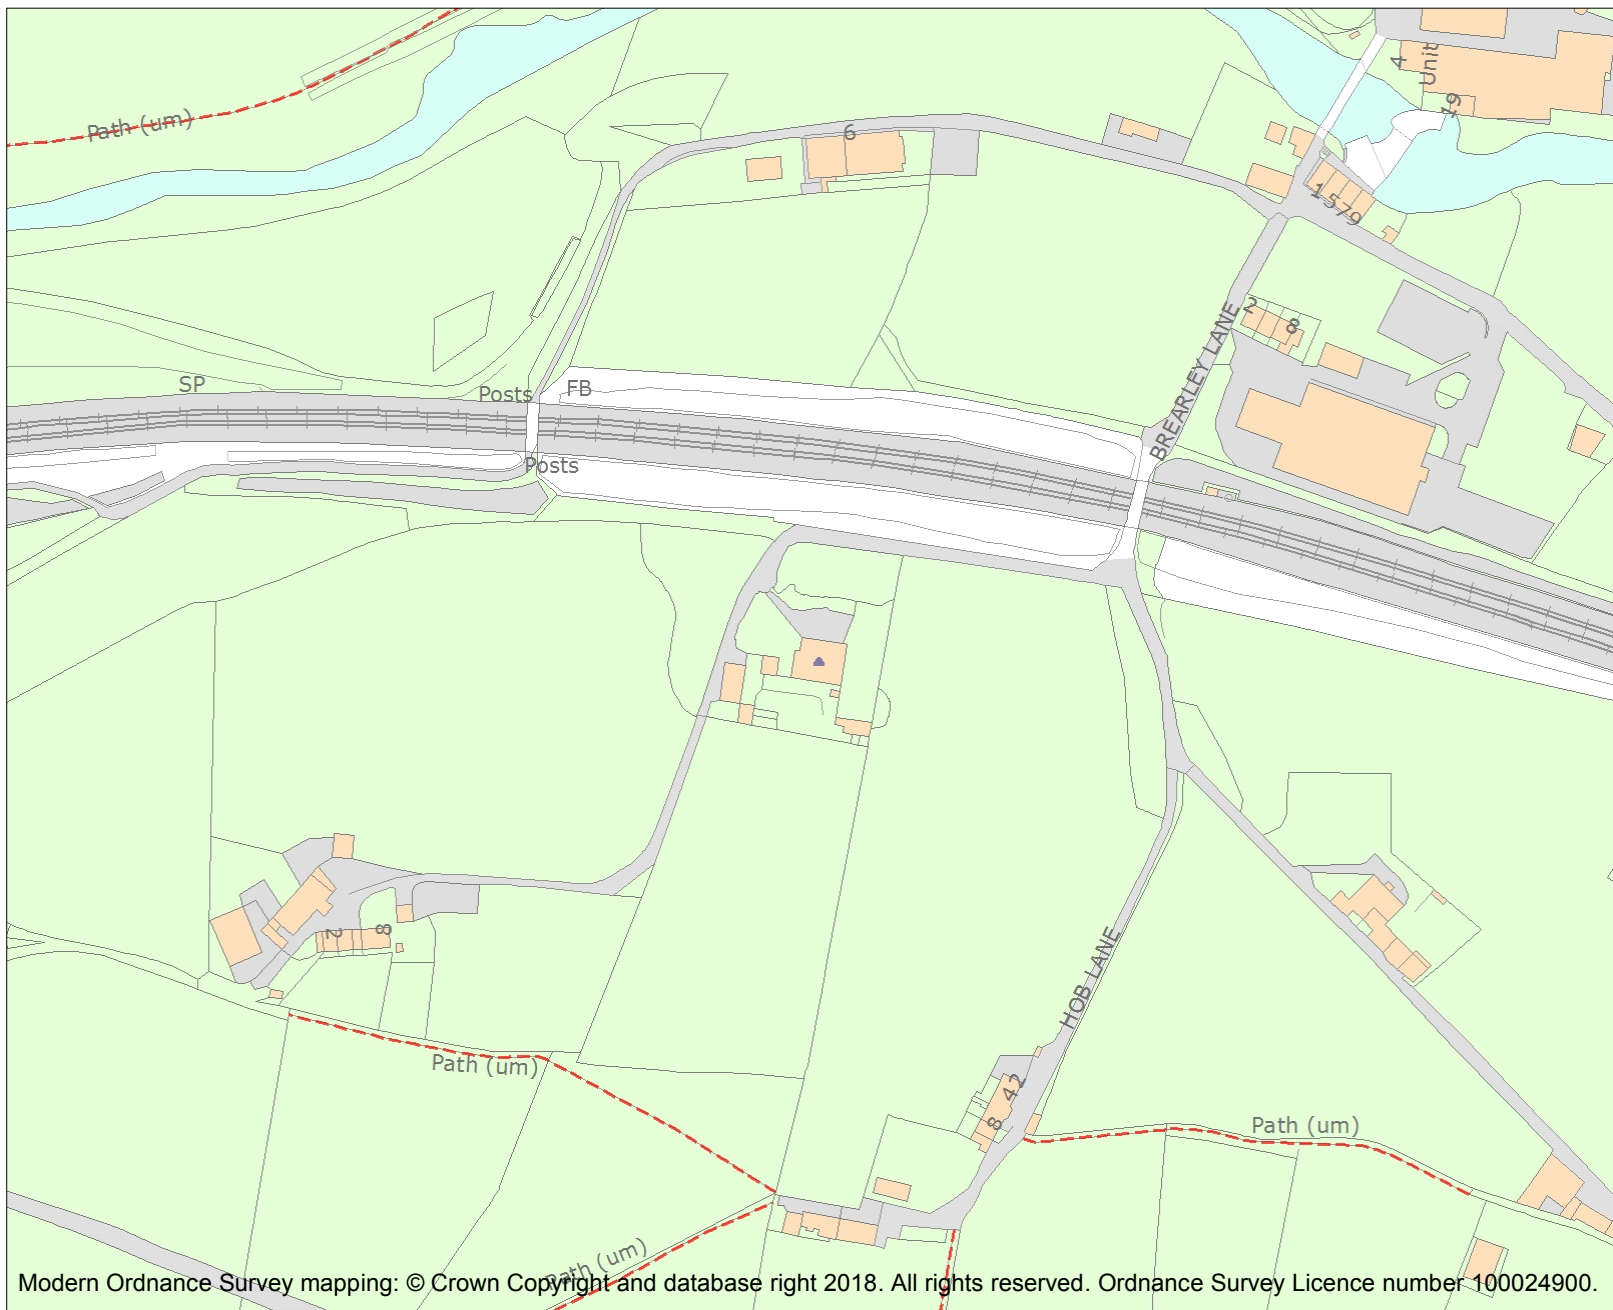 Path (um)
6
4
Unit
19
1 5 7 9
2
8
BREARLEY LANE
SP
Posts
FB
Posts
2
8
HOB LANE
Path (um)
42
8
Path (um)
Path (um)
Modern Ordnance Survey mapping: © Crown Copyright and database right 2018. All rights reserved. Ordnance Survey Licence number 100024900.